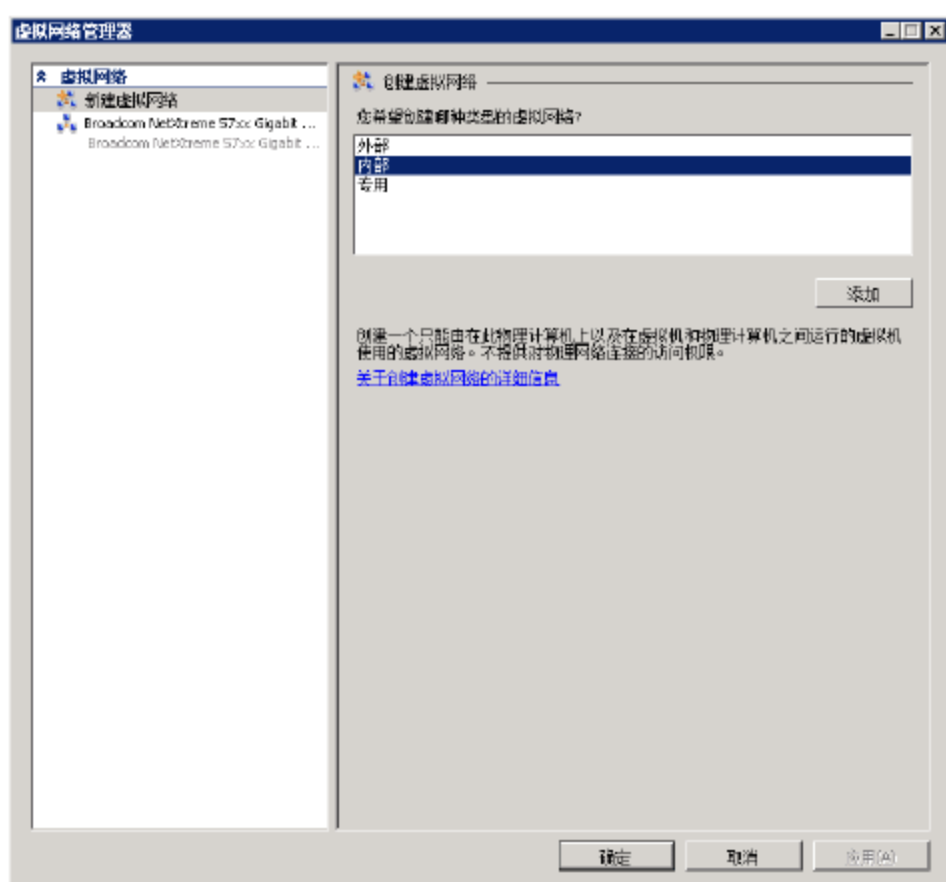 虚拟网络管理器
虚拟网络
新建虚拟网络
Broadcom NetXtreme 57xx Gigabit ...
Broadcom NetXtreme 57xx Gigabit ...
创建虚拟网络
您希望创建哪种类型的虚拟网络?
外部
内部
专用
添加
创建一个只能由在此物理计算机上以及在虚拟机和物理计算机之间运行的虚拟机
使用的虚拟网络。不提供对物理网络连接的访问权限。
关于创建虚拟网络的详细信息
确定
取消
应用(A)